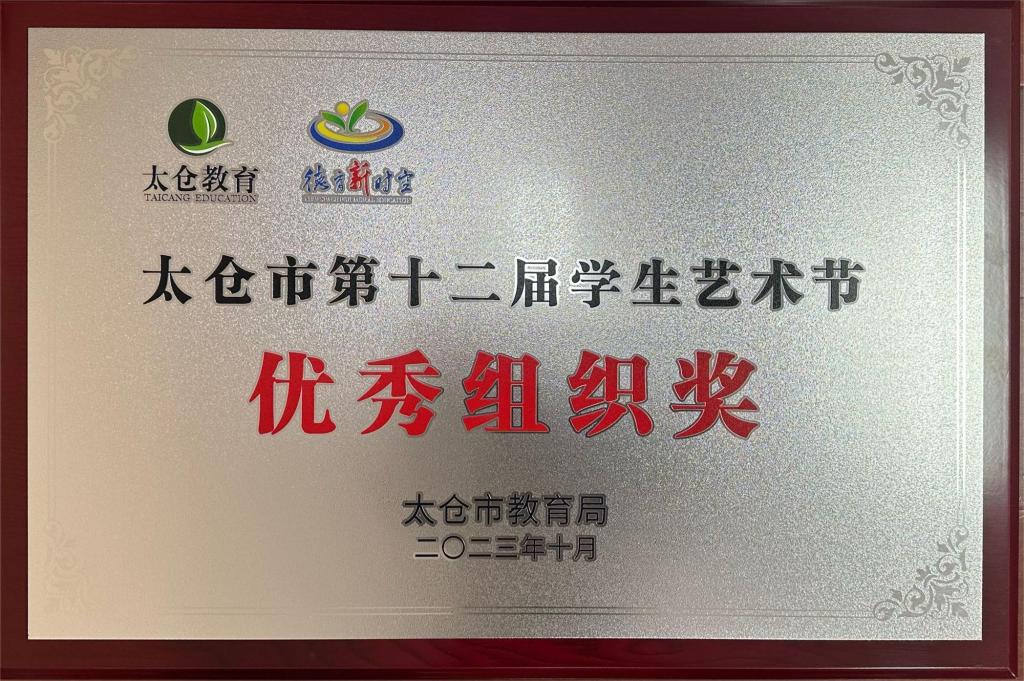 太仓教育
TAICANG EDUCATION
德育新时空
太仓市第十二届学生艺术节
优秀组织奖
太仓市教育局
二〇二三年十月